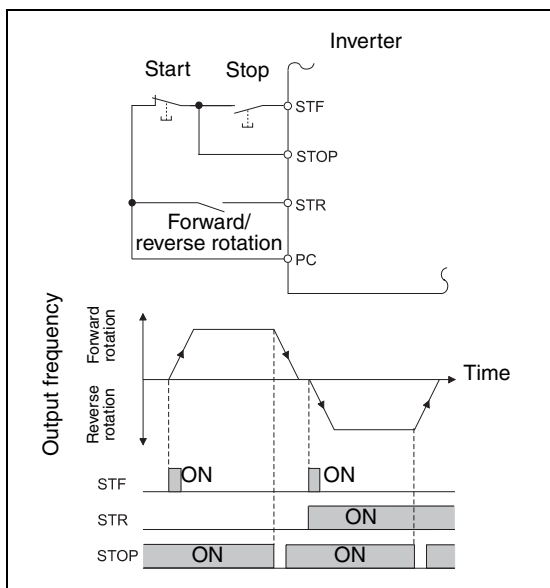 Inverter
Start
Stop
STF
STOP
STR
Forward/
reverse rotation
PC
Output frequency
Forward
rotation
Reverse
rotation
Time
STF
ON
ON
STR
ON
STOP
ON
ON